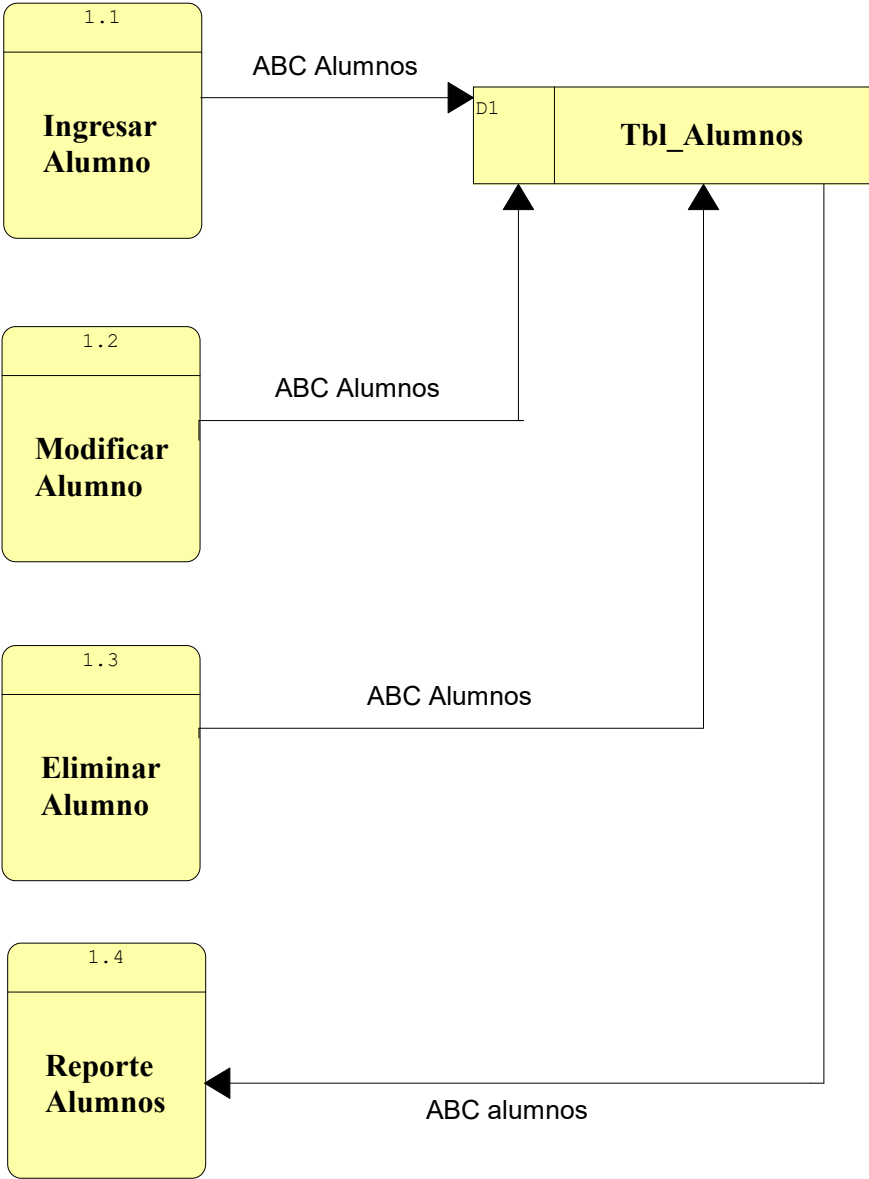 1.1
Ingresar
Alumno
ABC Alumnos
D1
Tbl_Alumnos
1.2
Modificar
Alumno
ABC Alumnos
1.3
Eliminar
Alumno
ABC Alumnos
1.4
Reporte
Alumnos
ABC alumnos